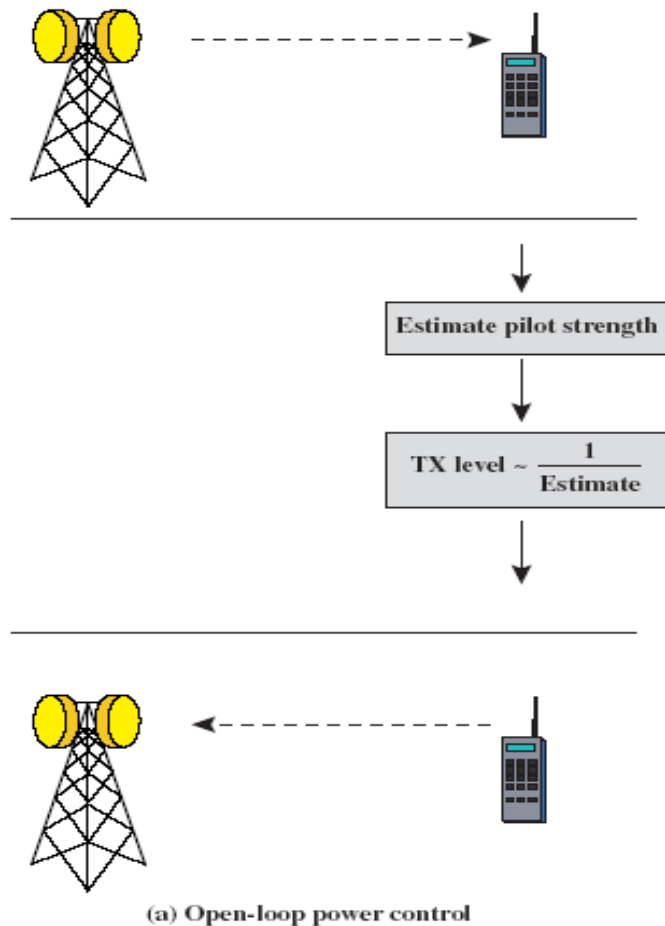 Estimate pilot strength
TX level ~ 1
Estimate
(a) Open-loop power control